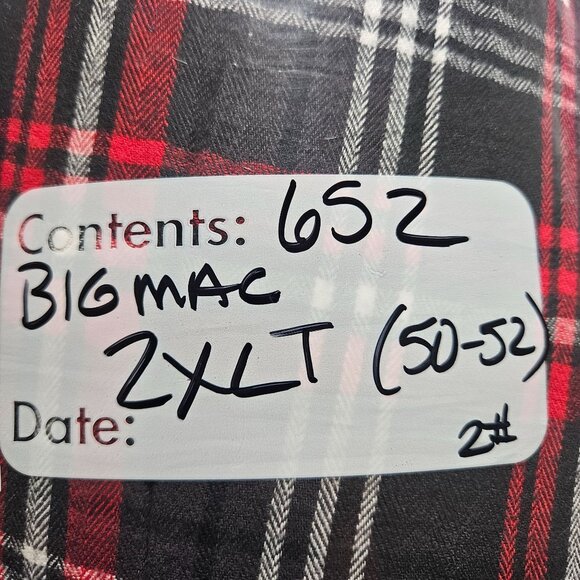 Contents: 652
BIG MAC
2XLT (50-52)
Date: 2#